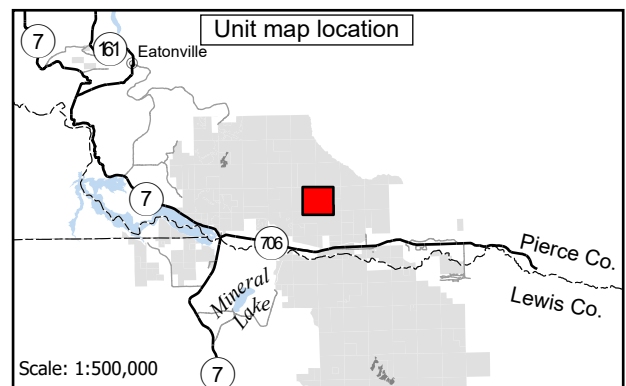 Unit map location
7
161
Eatonville
7
706
Pierce Co.
Lewis Co.
Mineral
Lake
Scale: 1:500,000
7